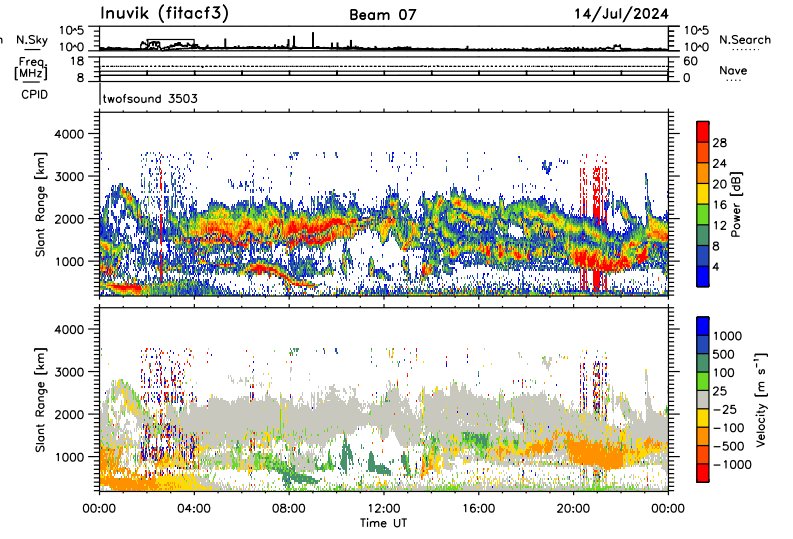 Inuvik (fitacf3) Beam 07 14/Jul/2024
N.Sky 10^5 10^0 10^5 10^0 N.Search
Freq. [MHz] 18 8 60 0 Nave
CPID twofsound 3503
Slant Range [km] 4000 3000 2000 1000
Power [dB] 28 24 20 16 12 8 4
Slant Range [km] 4000 3000 2000 1000
Velocity [m s⁻¹] 1000 500 100 25 −25 −100 −500 −1000
00:00 04:00 08:00 12:00 16:00 20:00 00:00
Time UT